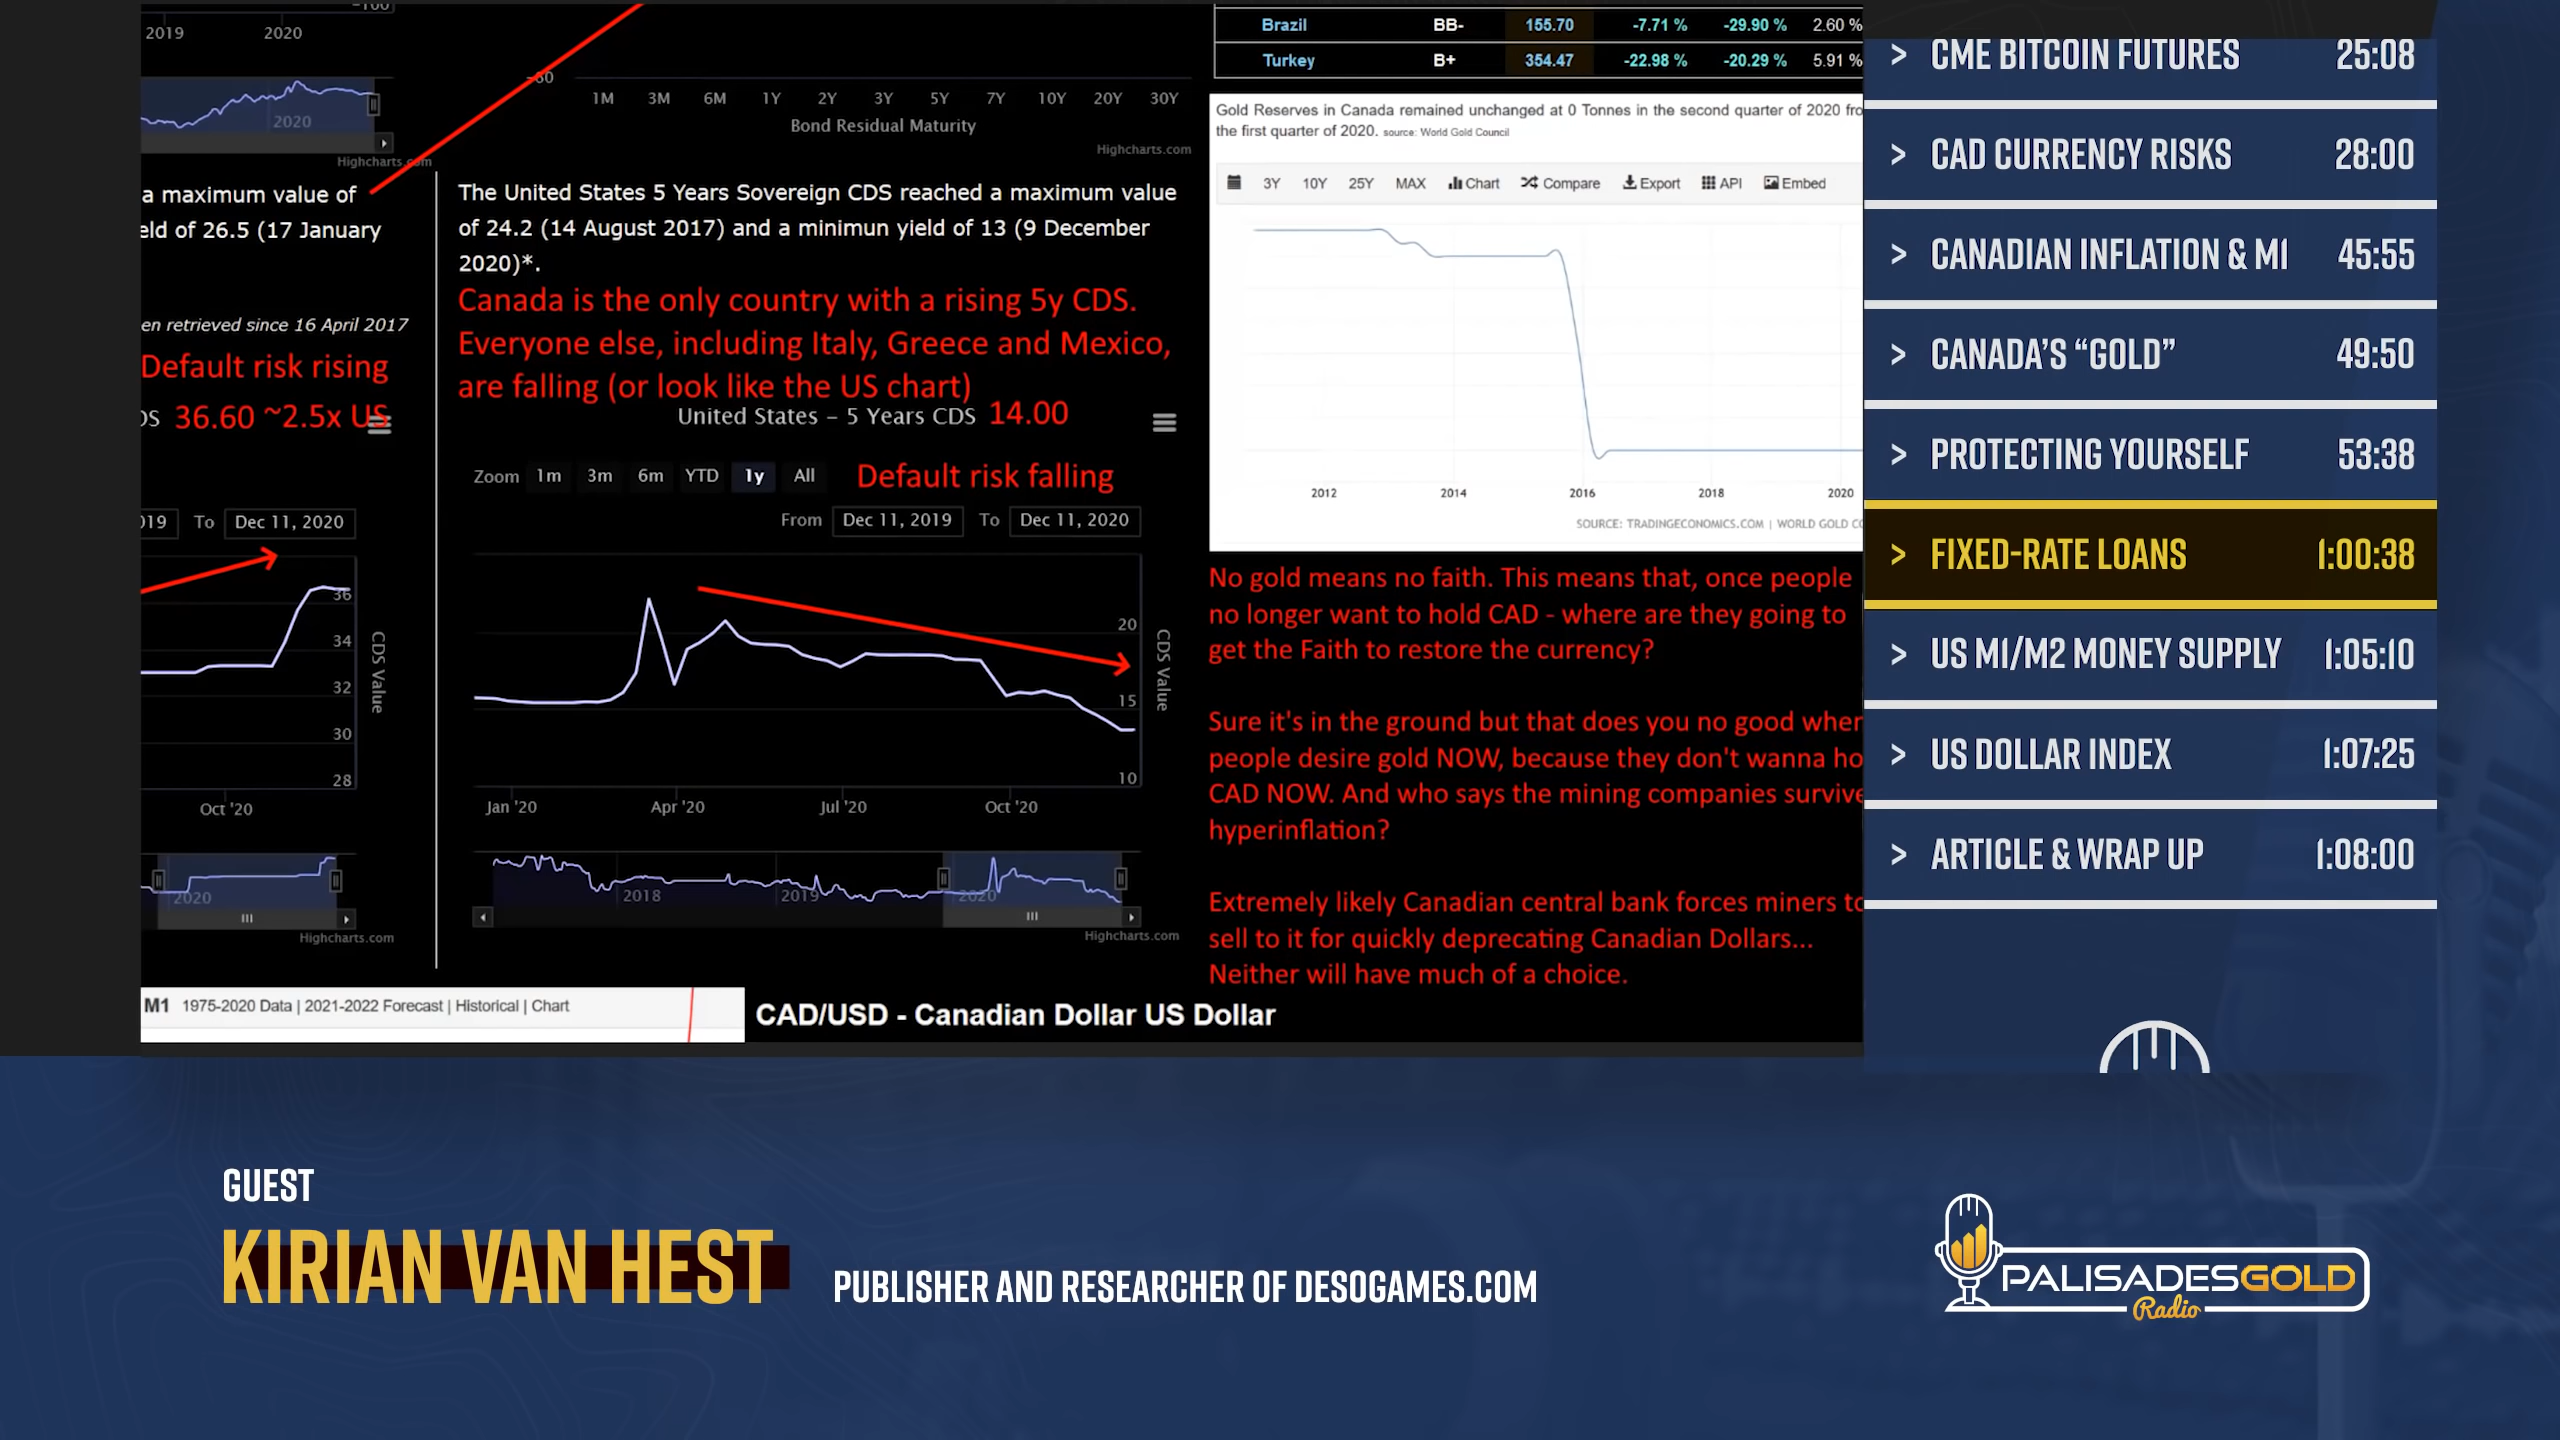 -100
2019 2020
2020
Highcharts.com
a maximum value of
eld of 26.5 (17 January
en retrieved since 16 April 2017
Default risk rising
DS 36.60 ~2.5x US
019 To Dec 11, 2020
36
34
32
30
28
CDS Value
Oct '20
2020
Highcharts.com
-60
1M 3M 6M 1Y 2Y 3Y 5Y 7Y 10Y 20Y 30Y
Bond Residual Maturity
Highcharts.com
The United States 5 Years Sovereign CDS reached a maximum value
of 24.2 (14 August 2017) and a minimun yield of 13 (9 December
2020)*.
Canada is the only country with a rising 5y CDS.
Everyone else, including Italy, Greece and Mexico,
are falling (or look like the US chart)
United States – 5 Years CDS 14.00
Zoom 1m 3m 6m YTD 1y All Default risk falling
From Dec 11, 2019 To Dec 11, 2020
20
15
10
CDS Value
Jan '20 Apr '20 Jul '20 Oct '20
2018 2019 2020
Highcharts.com
M1 1975-2020 Data | 2021-2022 Forecast | Historical | Chart
CAD/USD - Canadian Dollar US Dollar
Brazil BB- 155.70 -7.71 % -29.90 % 2.60 %
Turkey B+ 354.47 -22.98 % -20.29 % 5.91 %
Gold Reserves in Canada remained unchanged at 0 Tonnes in the second quarter of 2020 fro
the first quarter of 2020. source: World Gold Council
3Y 10Y 25Y MAX Chart Compare Export API Embed
2012 2014 2016 2018 2020
SOURCE: TRADINGECONOMICS.COM | WORLD GOLD CO
No gold means no faith. This means that, once people
no longer want to hold CAD - where are they going to
get the Faith to restore the currency?
Sure it's in the ground but that does you no good wher
people desire gold NOW, because they don't wanna ho
CAD NOW. And who says the mining companies survive
hyperinflation?
Extremely likely Canadian central bank forces miners to
sell to it for quickly deprecating Canadian Dollars...
Neither will have much of a choice.
> CME BITCOIN FUTURES 25:08
> CAD CURRENCY RISKS 28:00
> CANADIAN INFLATION & M1 45:55
> CANADA'S “GOLD” 49:50
> PROTECTING YOURSELF 53:38
> FIXED-RATE LOANS 1:00:38
> US M1/M2 MONEY SUPPLY 1:05:10
> US DOLLAR INDEX 1:07:25
> ARTICLE & WRAP UP 1:08:00
GUEST
KIRIAN VAN HEST
PUBLISHER AND RESEARCHER OF DESOGAMES.COM
PALISADESGOLD
Radio